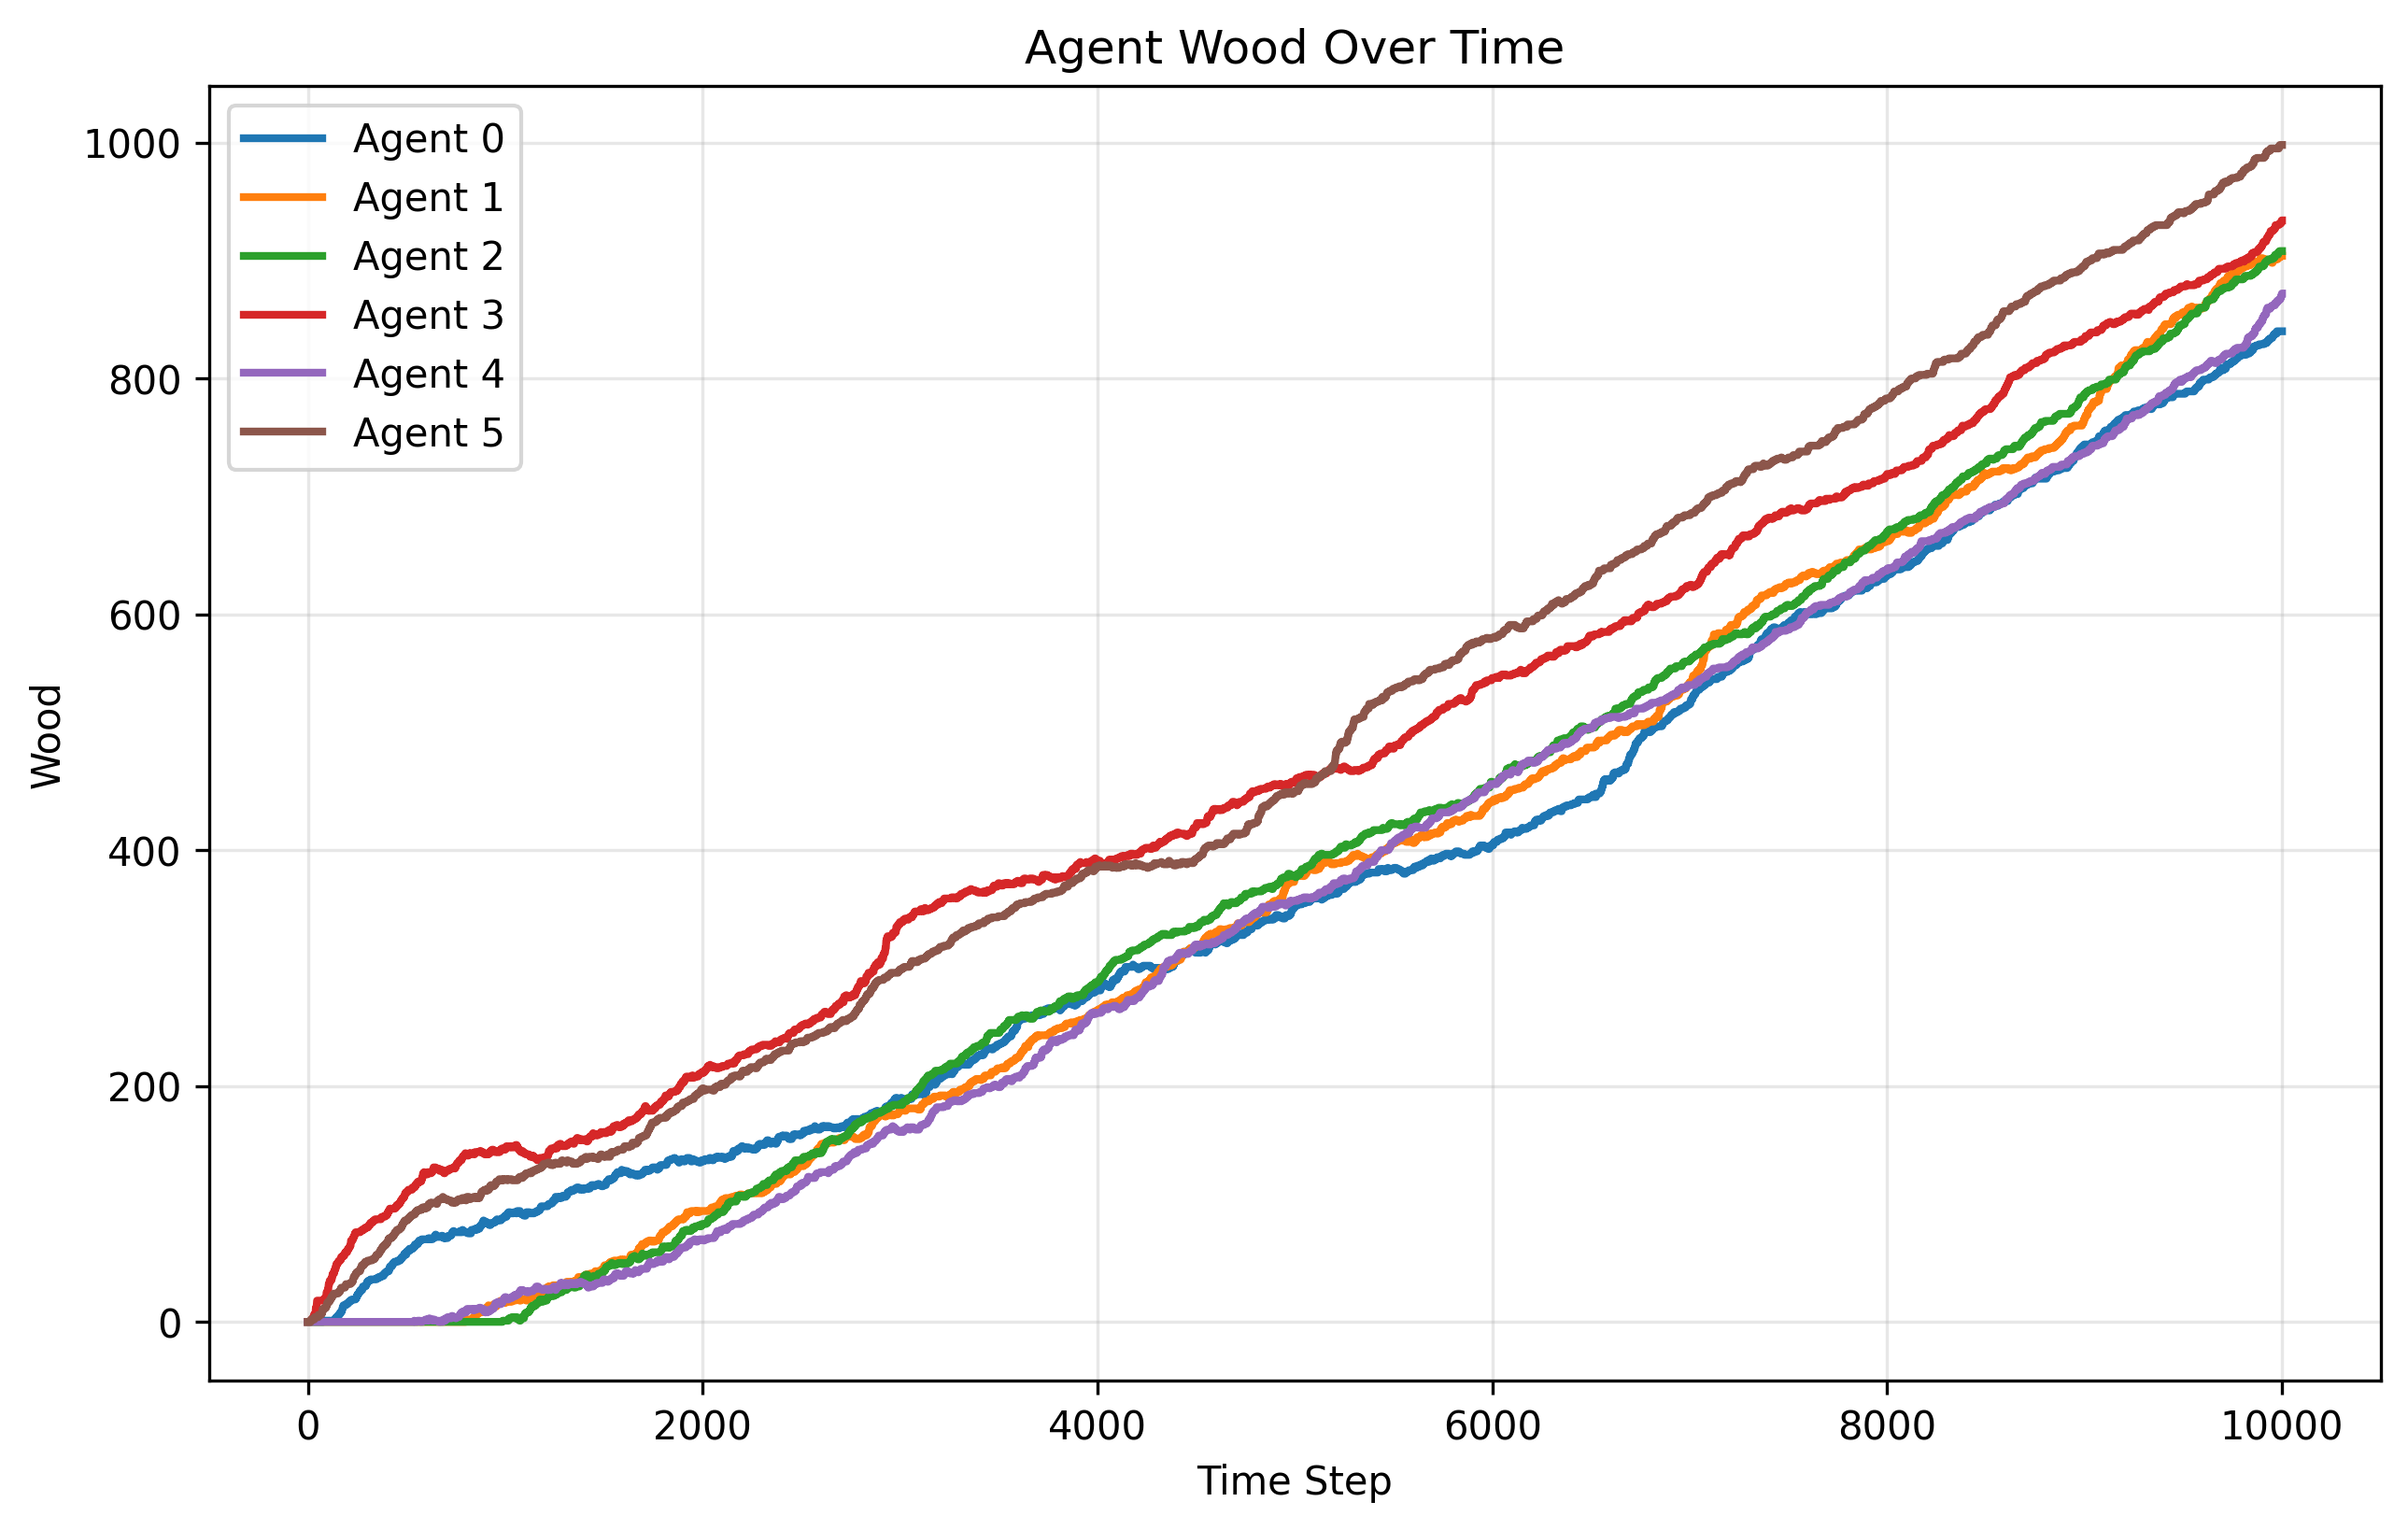 Agent Wood Over Time
Agent 0
Agent 1
Agent 2
Agent 3
Agent 4
Agent 5
1000
800
600
400
200
0
Wood
0 2000 4000 6000 8000 10000
Time Step